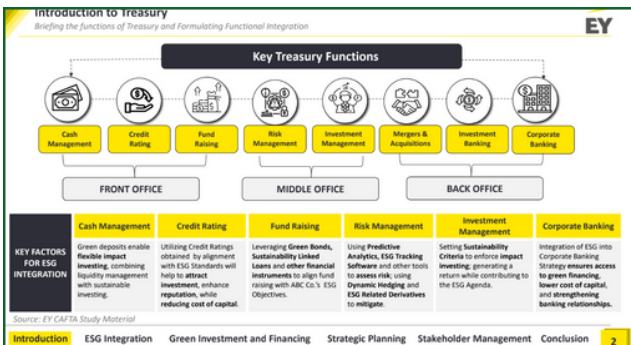 Introduction to Treasury
Briefing the functions of Treasury and Formulating Functional Integration
EY
Key Treasury Functions
Cash
Management
Credit
Rating
Fund
Raising
Risk
Management
Investment
Management
Mergers &
Acquisitions
Investment
Banking
Corporate
Banking
FRONT OFFICE
MIDDLE OFFICE
BACK OFFICE
KEY FACTORS
FOR ESG
INTEGRATION
Cash Management
Green deposits enable
flexible impact
investing, combining
liquidity management
with sustainable
investing.
Credit Rating
Utilizing Credit Ratings
obtained by alignment
with ESG Standards will
help to attract
investment, enhance
reputation, while
reducing cost of capital.
Fund Raising
Leveraging Green Bonds,
Sustainability Linked
Loans and other financial
instruments to align fund
raising with ABC Co.'s ESG
Objectives.
Risk Management
Using Predictive
Analytics, ESG Tracking
Software and other tools
to assess risk; using
Dynamic Hedging and
ESG Related Derivatives
to mitigate.
Investment
Management
Setting Sustainability
Criteria to enforce impact
investing; generating a
return while contributing to
the ESG Agenda.
Corporate Banking
Integration of ESG into
Corporate Banking
Strategy ensures access
to green financing,
lower cost of capital,
and strengthening
banking relationships.
Source: EY CAFTA Study Material
Introduction ESG Integration Green Investment and Financing Strategic Planning Stakeholder Management Conclusion 2